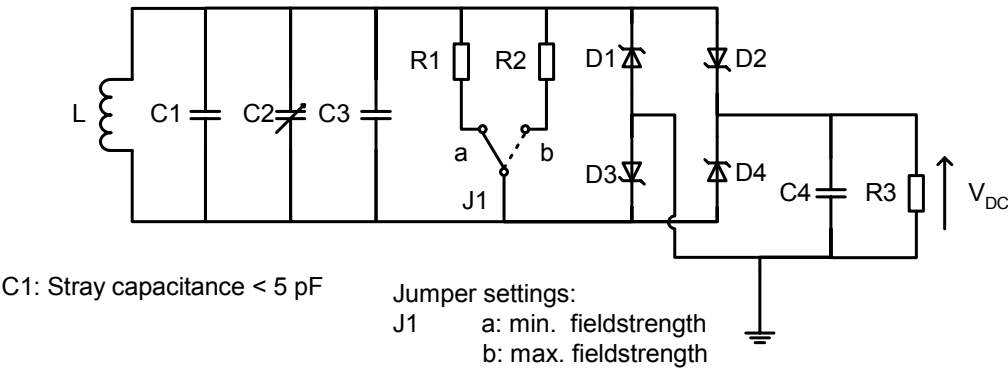 R1 R2 D1 D2
L C1 C2 C3
a b
D3 D4
J1
C4 R3 V_DC
C1: Stray capacitance < 5 pF
Jumper settings:
J1 a: min. fieldstrength
b: max. fieldstrength